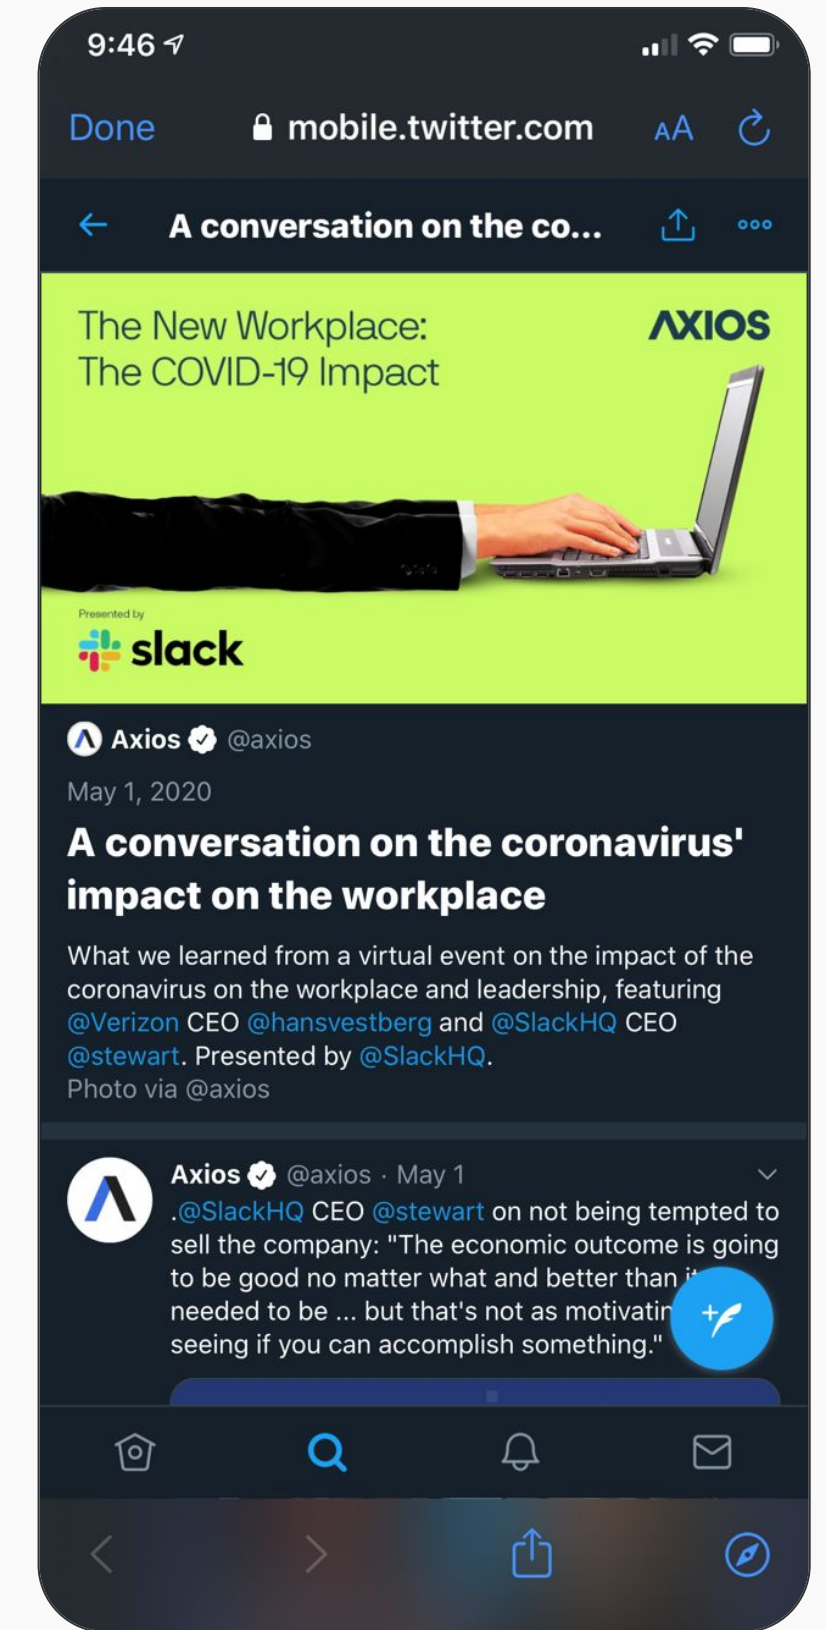 9:46
Done mobile.twitter.com AA
A conversation on the co...
The New Workplace:
The COVID-19 Impact
AXIOS
Presented by
slack
Axios @axios
May 1, 2020
A conversation on the coronavirus'
impact on the workplace
What we learned from a virtual event on the impact of the
coronavirus on the workplace and leadership, featuring
@Verizon CEO @hansvestberg and @SlackHQ CEO
@stewart. Presented by @SlackHQ.
Photo via @axios
Axios @axios · May 1
.@SlackHQ CEO @stewart on not being tempted to
sell the company: "The economic outcome is going
to be good no matter what and better than
needed to be ... but that's not as
seeing if you can accomplish something."